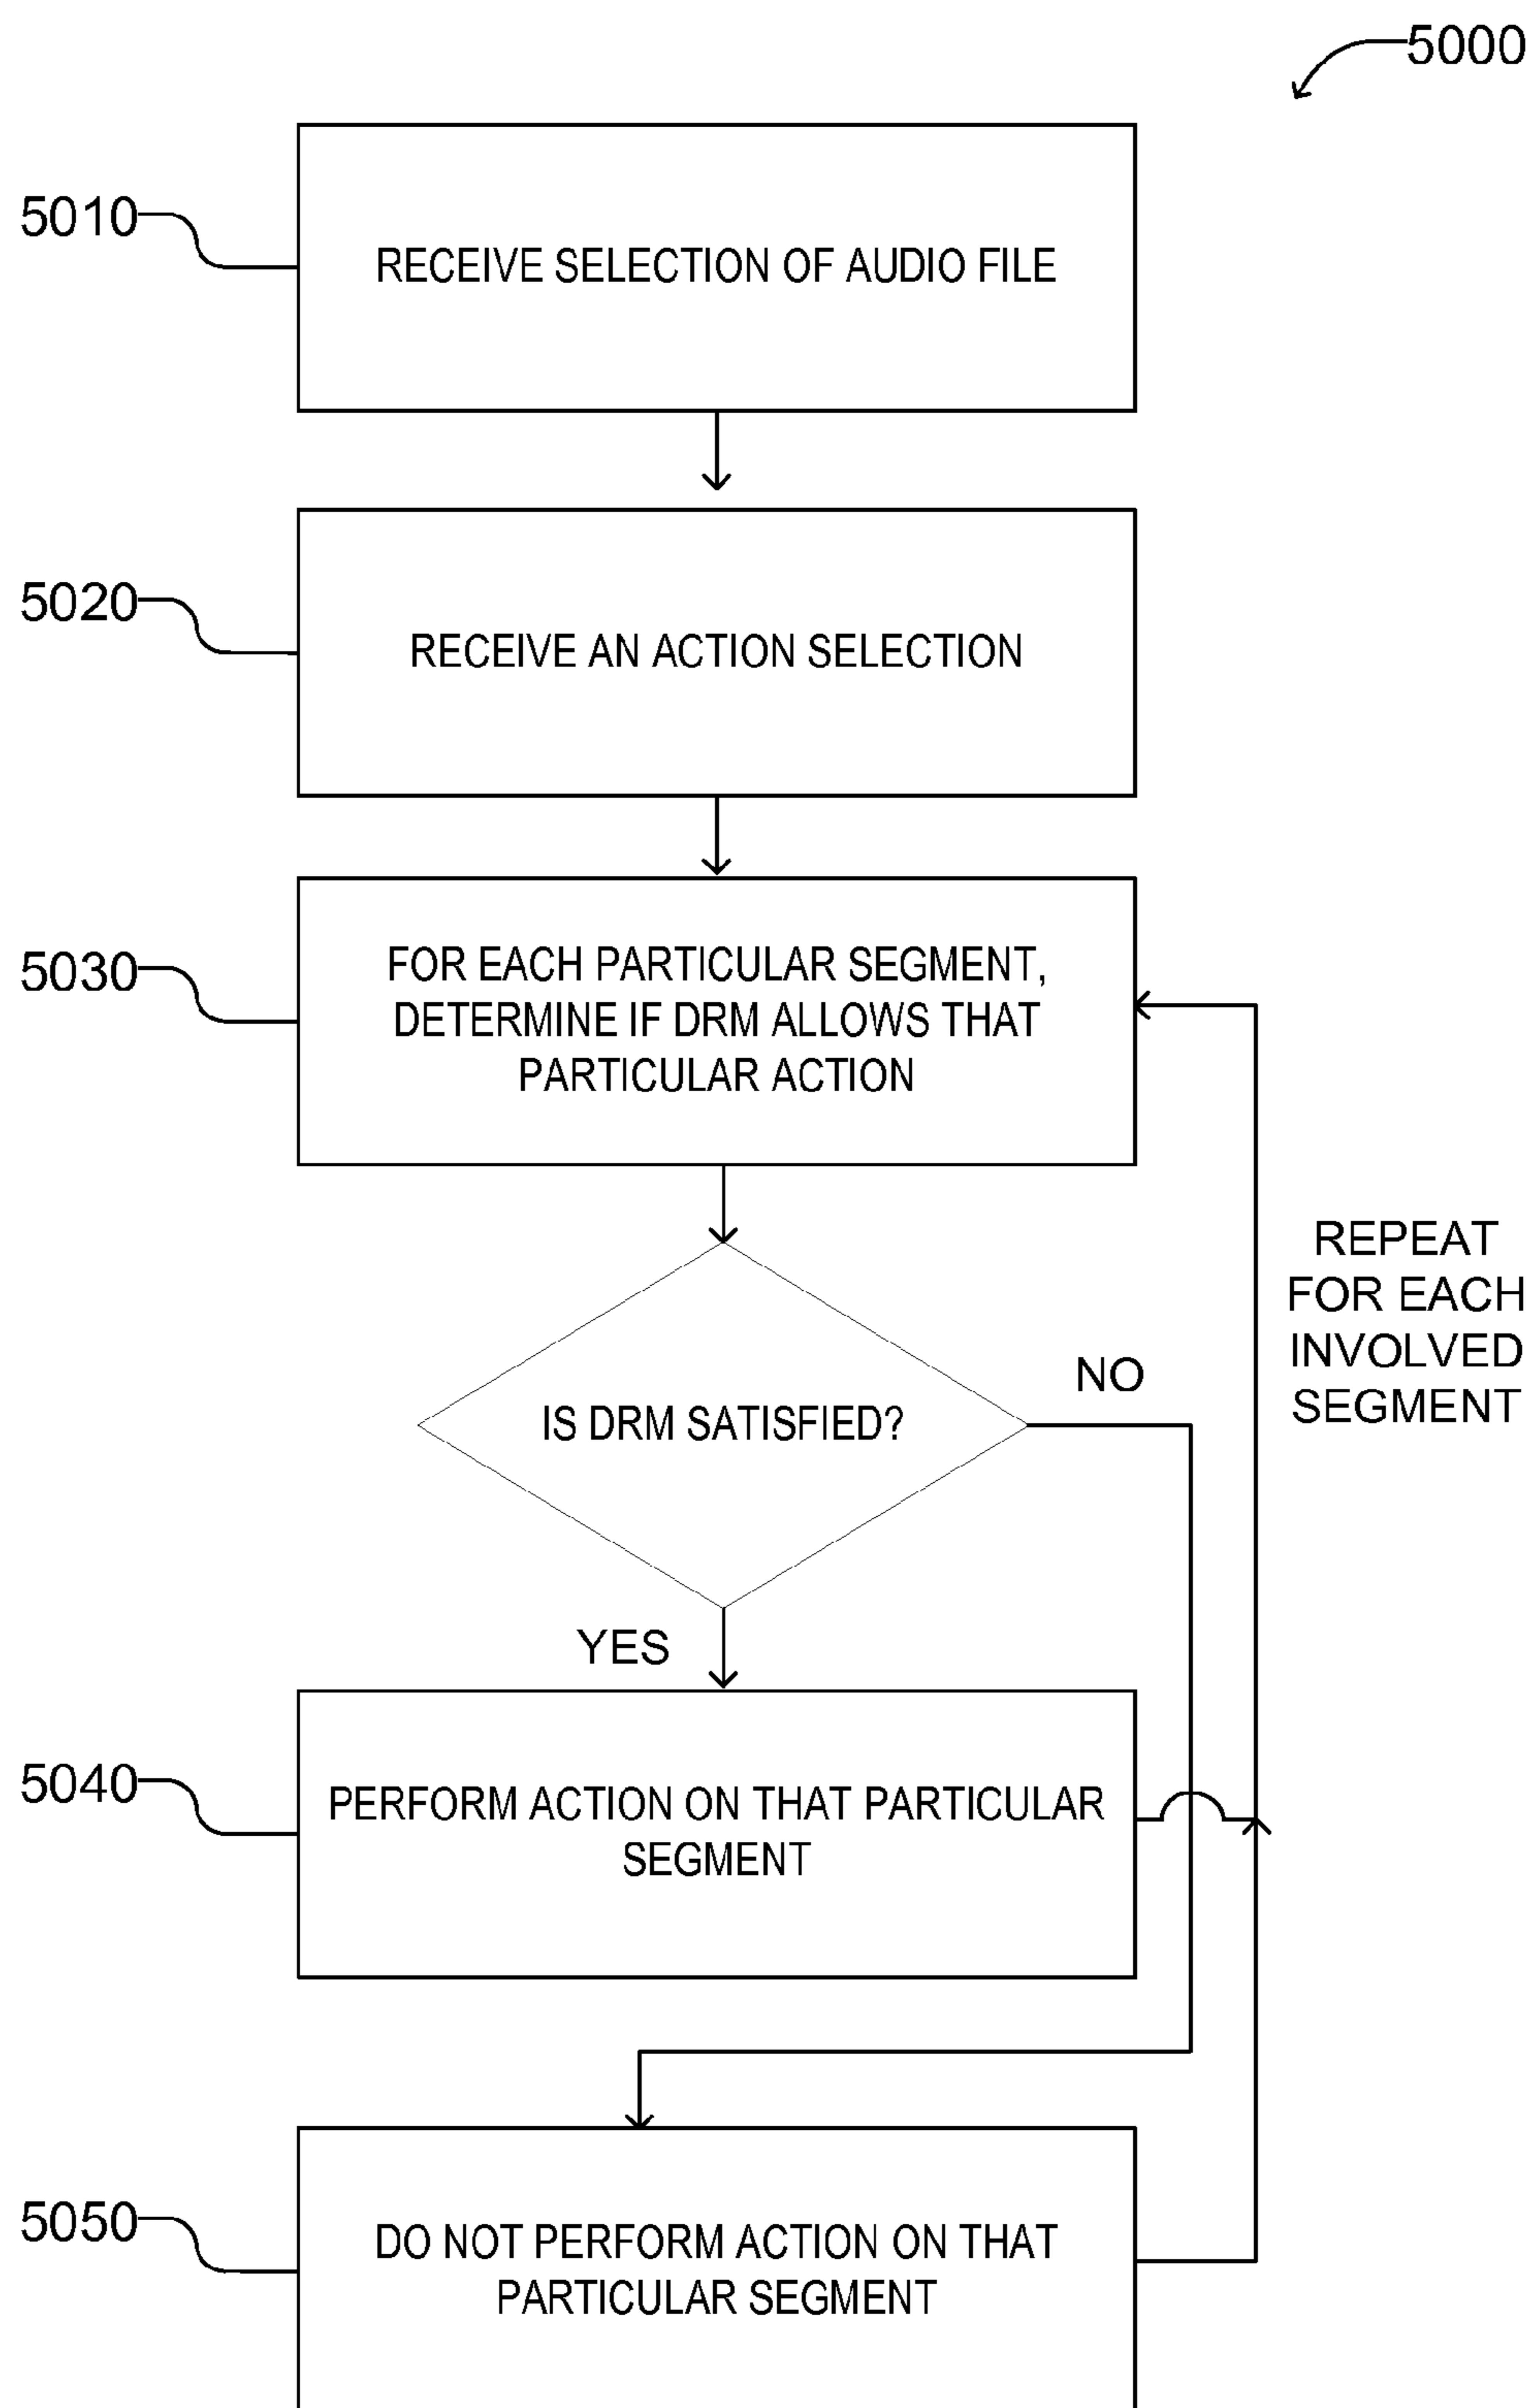 5000
5010
RECEIVE SELECTION OF AUDIO FILE
5020
RECEIVE AN ACTION SELECTION
5030
FOR EACH PARTICULAR SEGMENT,
DETERMINE IF DRM ALLOWS THAT
PARTICULAR ACTION
REPEAT
FOR EACH
INVOLVED
SEGMENT
NO
IS DRM SATISFIED?
YES
5040
PERFORM ACTION ON THAT PARTICULAR
SEGMENT
5050
DO NOT PERFORM ACTION ON THAT
PARTICULAR SEGMENT